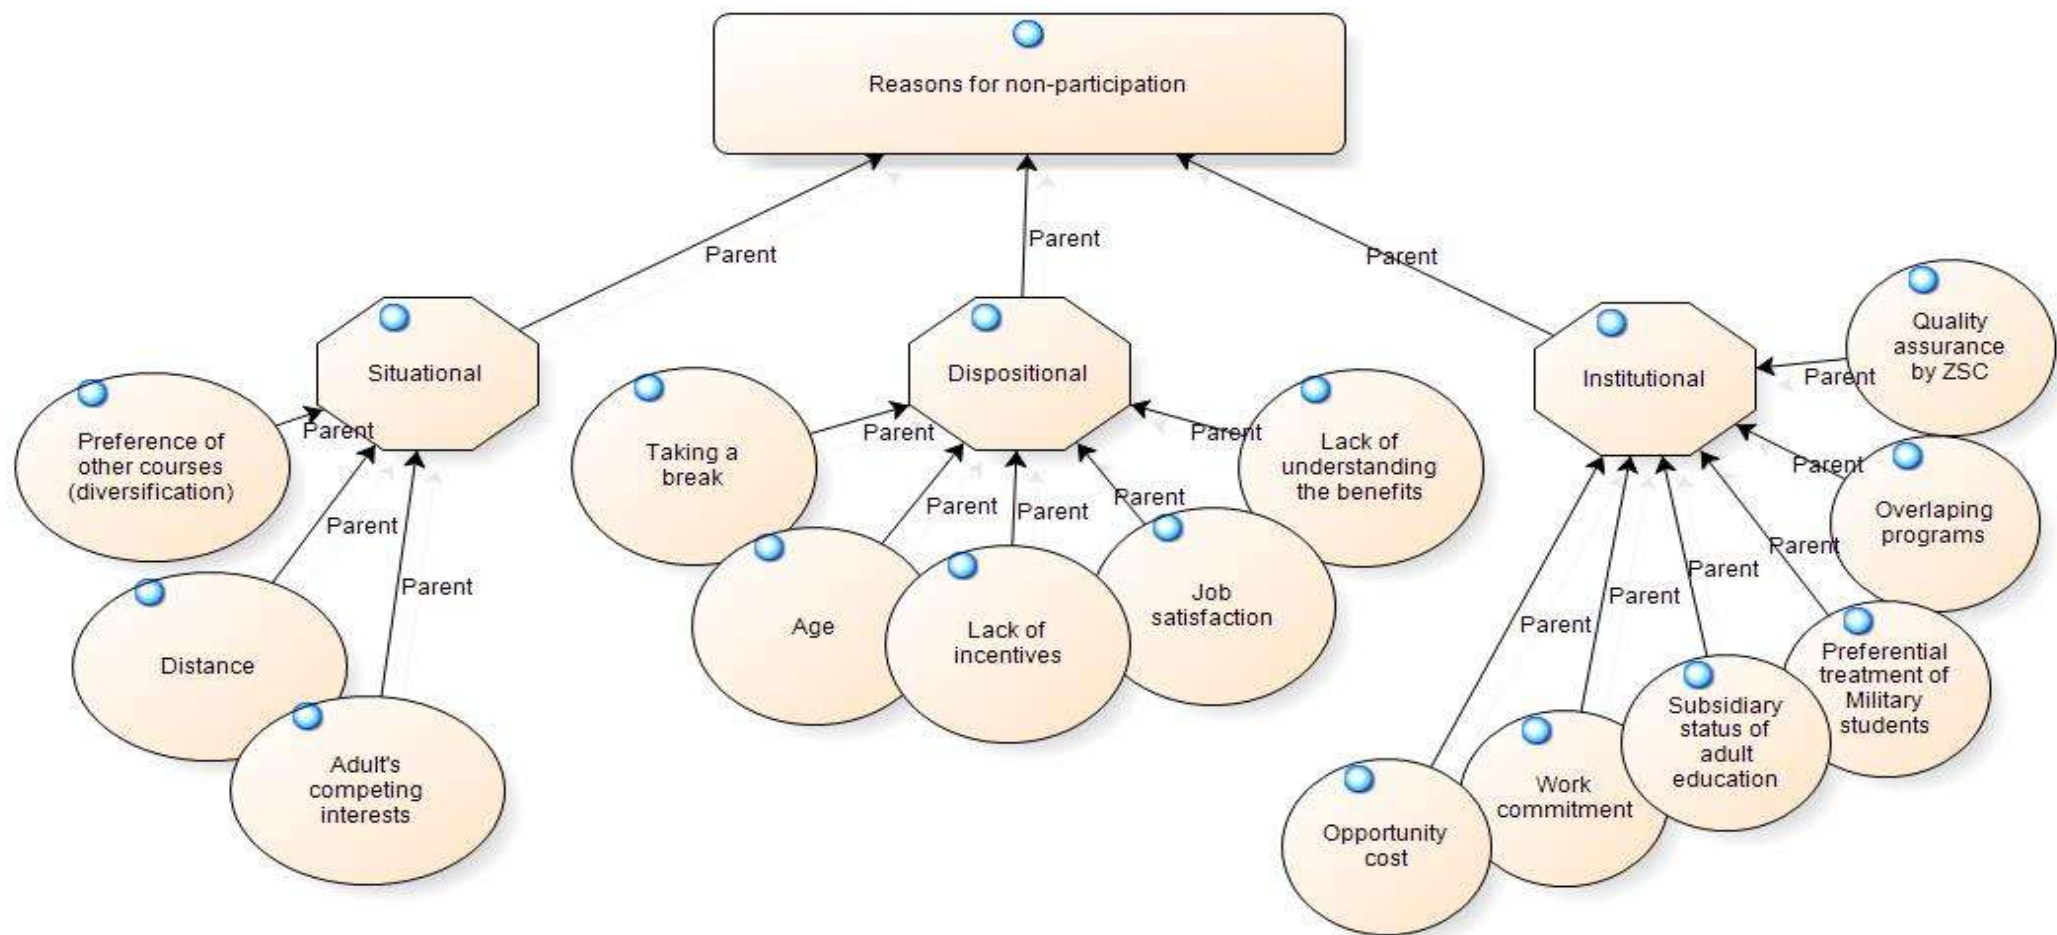 Reasons for non-participation
Parent
Parent
Parent
Situational
Dispositional
Institutional
Quality
assurance
by ZSC
Parent
Preference of
other courses
(diversification)
Parent
Distance
Parent
Adult's
competing
interests
Parent
Taking a
break
Parent
Age
Parent
Lack of
incentives
Parent
Job
satisfaction
Parent
Lack of
understanding
the benefits
Parent
Overlaping
programs
Parent
Preferential
treatment of
Military
students
Parent
Subsidiary
status of
adult
education
Parent
Work
commitment
Parent
Opportunity
cost
Parent